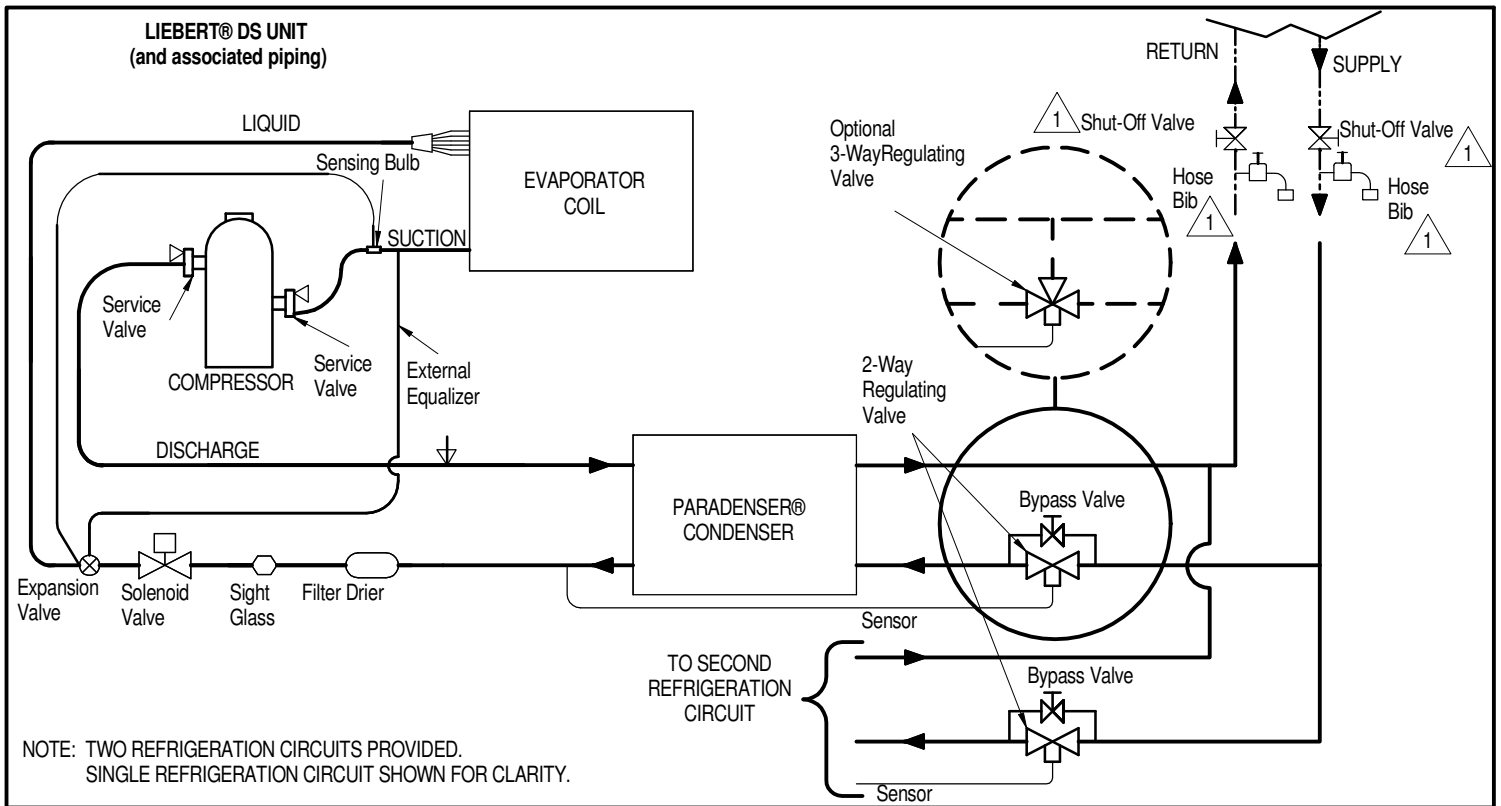 LIEBERT® DS UNIT
(and associated piping)
RETURN
SUPPLY
LIQUID
Sensing Bulb
EVAPORATOR
COIL
Optional
3-WayRegulating
Valve
1
Shut-Off Valve
Shut-Off Valve
1
Hose
Bib
1
Hose
Bib
1
SUCTION
Service
Valve
COMPRESSOR
Service
Valve
External
Equalizer
2-Way
Regulating
Valve
DISCHARGE
PARADENSER®
CONDENSER
Bypass Valve
Expansion
Valve
Solenoid
Valve
Sight
Glass
Filter Drier
Sensor
TO SECOND
REFRIGERATION
CIRCUIT
Bypass Valve
Sensor
NOTE: TWO REFRIGERATION CIRCUITS PROVIDED.
SINGLE REFRIGERATION CIRCUIT SHOWN FOR CLARITY.